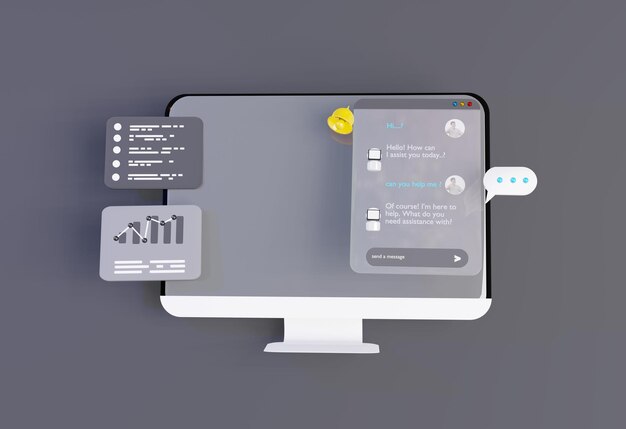 Hi...?
Hello! How can
I assist you today..?
can you help me ?
Of course! I'm here to
help. What do you
need assistance with?
send a message